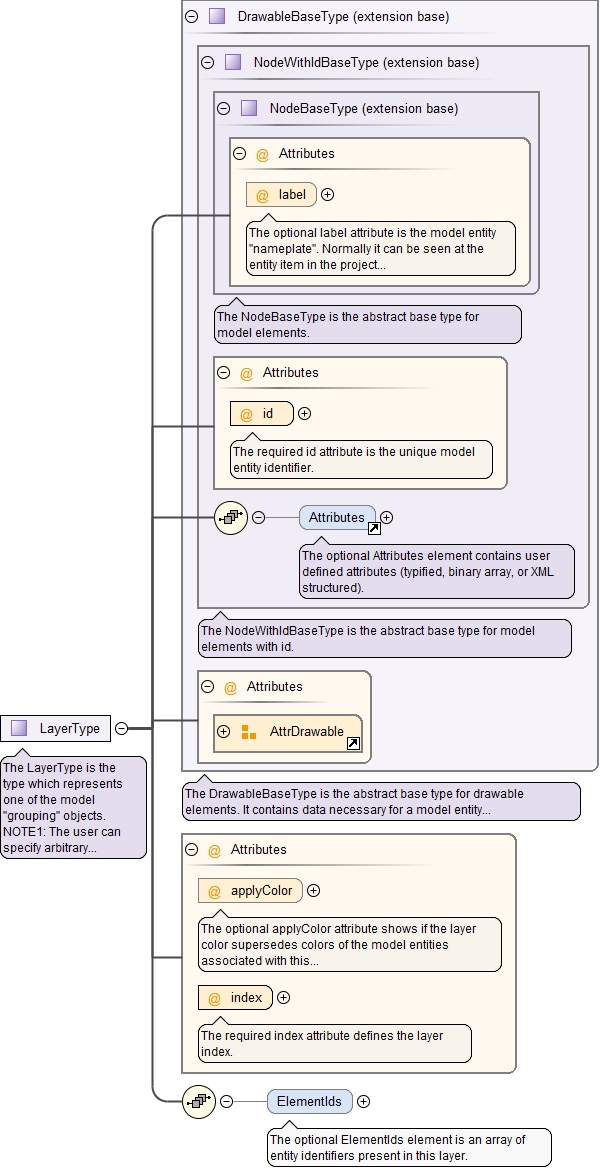 DrawableBaseType (extension base)
NodeWithIdBaseType (extension base)
NodeBaseType (extension base)
@ Attributes
@ label
The optional label attribute is the model entity
"nameplate". Normally it can be seen at the
entity item in the project...
The NodeBaseType is the abstract base type for
model elements.
@ Attributes
@ id
The required id attribute is the unique model
entity identifier.
Attributes
The optional Attributes element contains user
defined attributes (typified, binary array, or XML
structured).
The NodeWithIdBaseType is the abstract base type for model
elements with id.
@ Attributes
AttrDrawable
LayerType
The LayerType is the
type which represents
one of the model
"grouping" objects.
NOTE1: The user can
specify arbitrary...
The DrawableBaseType is the abstract base type for drawable
elements. It contains data necessary for a model entity...
@ Attributes
@ applyColor
The optional applyColor attribute shows if the layer
color supersedes colors of the model entities
associated with this...
@ index
The required index attribute defines the layer
index.
ElementIds
The optional ElementIds element is an array of
entity identifiers present in this layer.